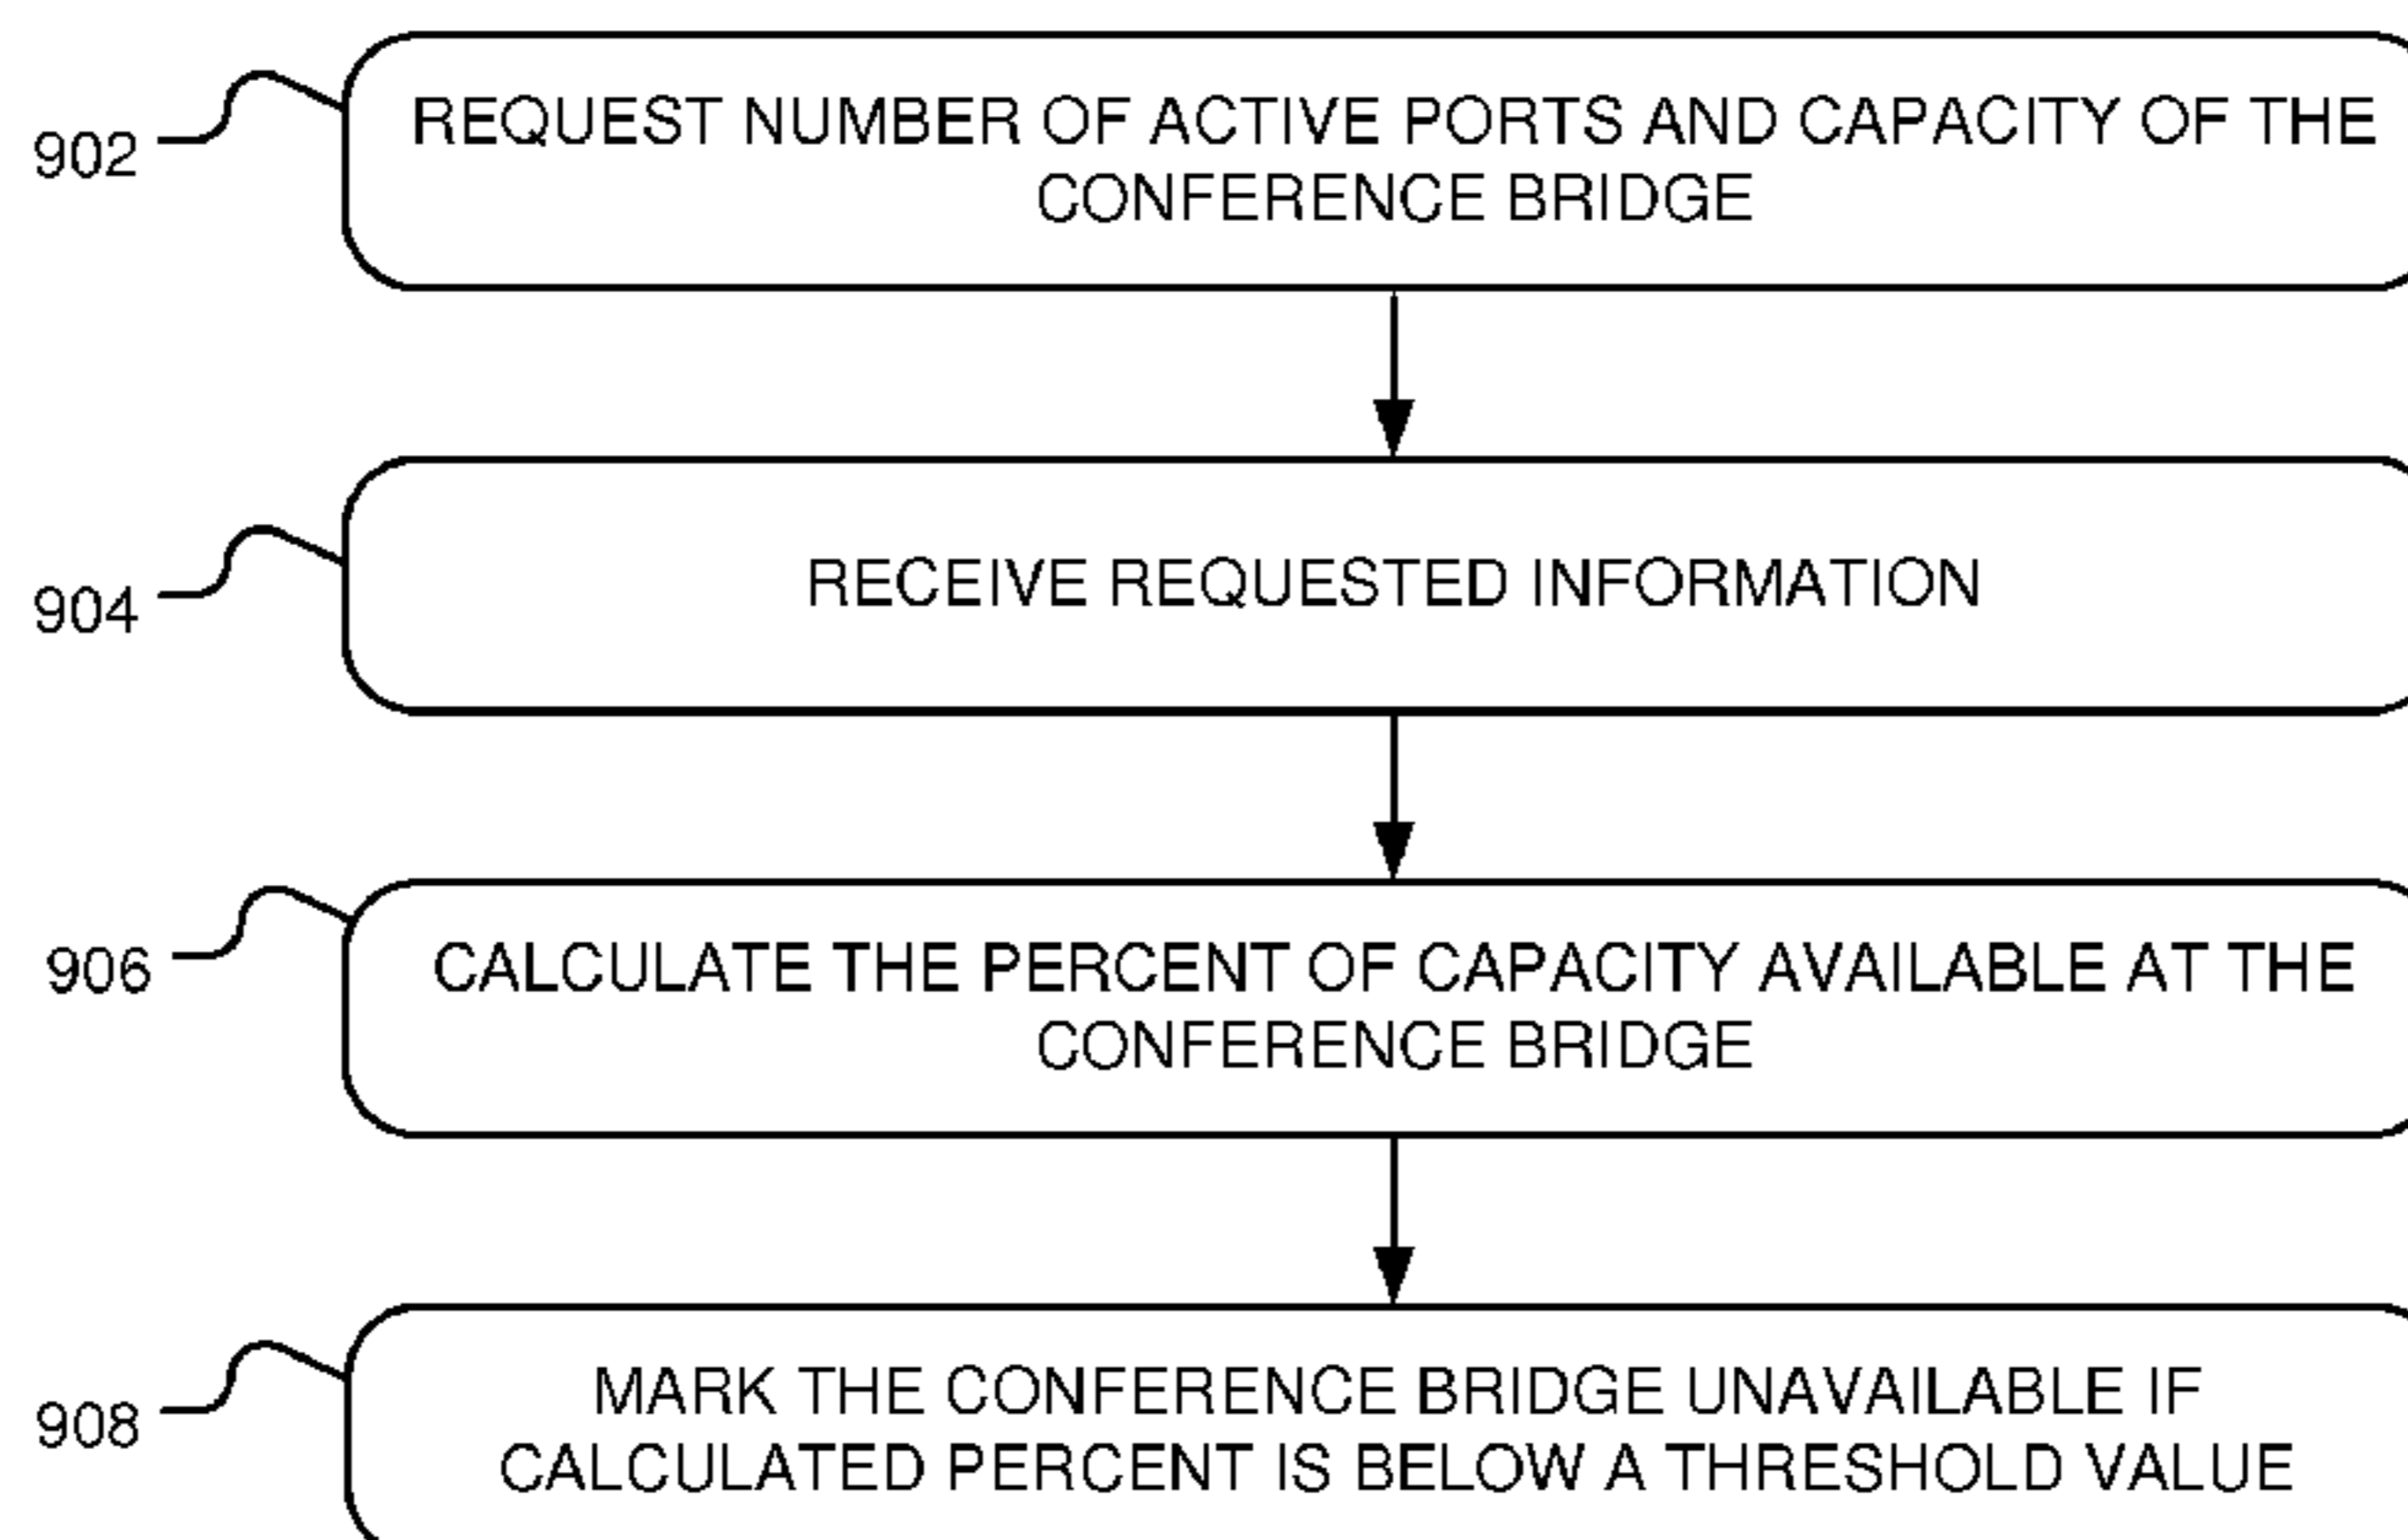 902
REQUEST NUMBER OF ACTIVE PORTS AND CAPACITY OF THE
CONFERENCE BRIDGE
904
RECEIVE REQUESTED INFORMATION
906
CALCULATE THE PERCENT OF CAPACITY AVAILABLE AT THE
CONFERENCE BRIDGE
908
MARK THE CONFERENCE BRIDGE UNAVAILABLE IF
CALCULATED PERCENT IS BELOW A THRESHOLD VALUE